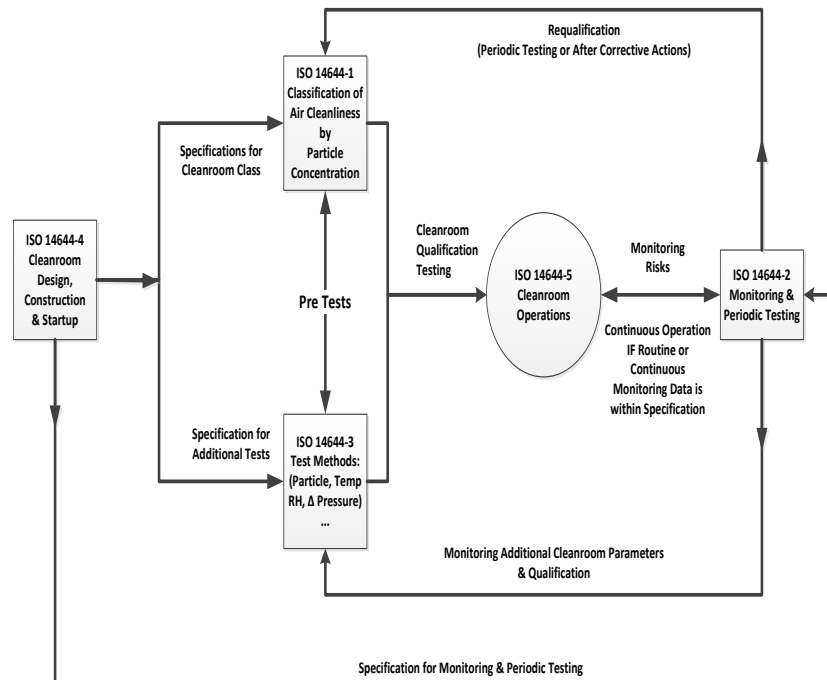 Requalification
(Periodic Testing or After Corrective Actions)
ISO 14644-1
Classification of
Air Cleanliness
by
Particle
Concentration
Specifications for
Cleanroom Class
ISO 14644-4
Cleanroom
Design,
Construction
& Startup
Pre Tests
Cleanroom
Qualification
Testing
ISO 14644-5
Cleanroom
Operations
Monitoring
Risks
Continuous Operation
IF Routine or
Continuous
Monitoring Data is
within Specification
ISO 14644-2
Monitoring &
Periodic Testing
Specification for
Additional Tests
ISO 14644-3
Test Methods:
(Particle, Temp
RH, Δ Pressure)
...
Monitoring Additional Cleanroom Parameters
& Qualification
Specification for Monitoring & Periodic Testing